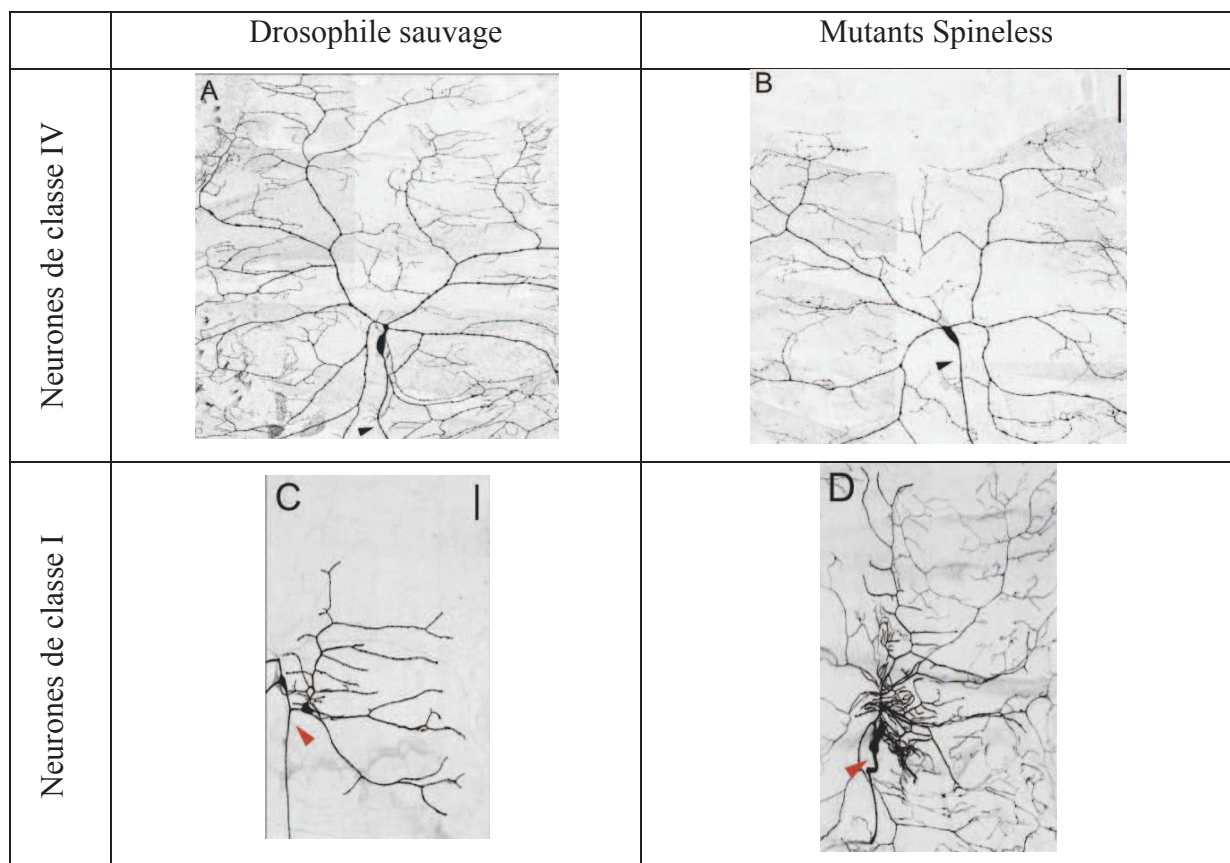 Drosophile sauvage
Mutants Spineless
Neurones de classe IV
A
B
Neurones de classe I
C
D